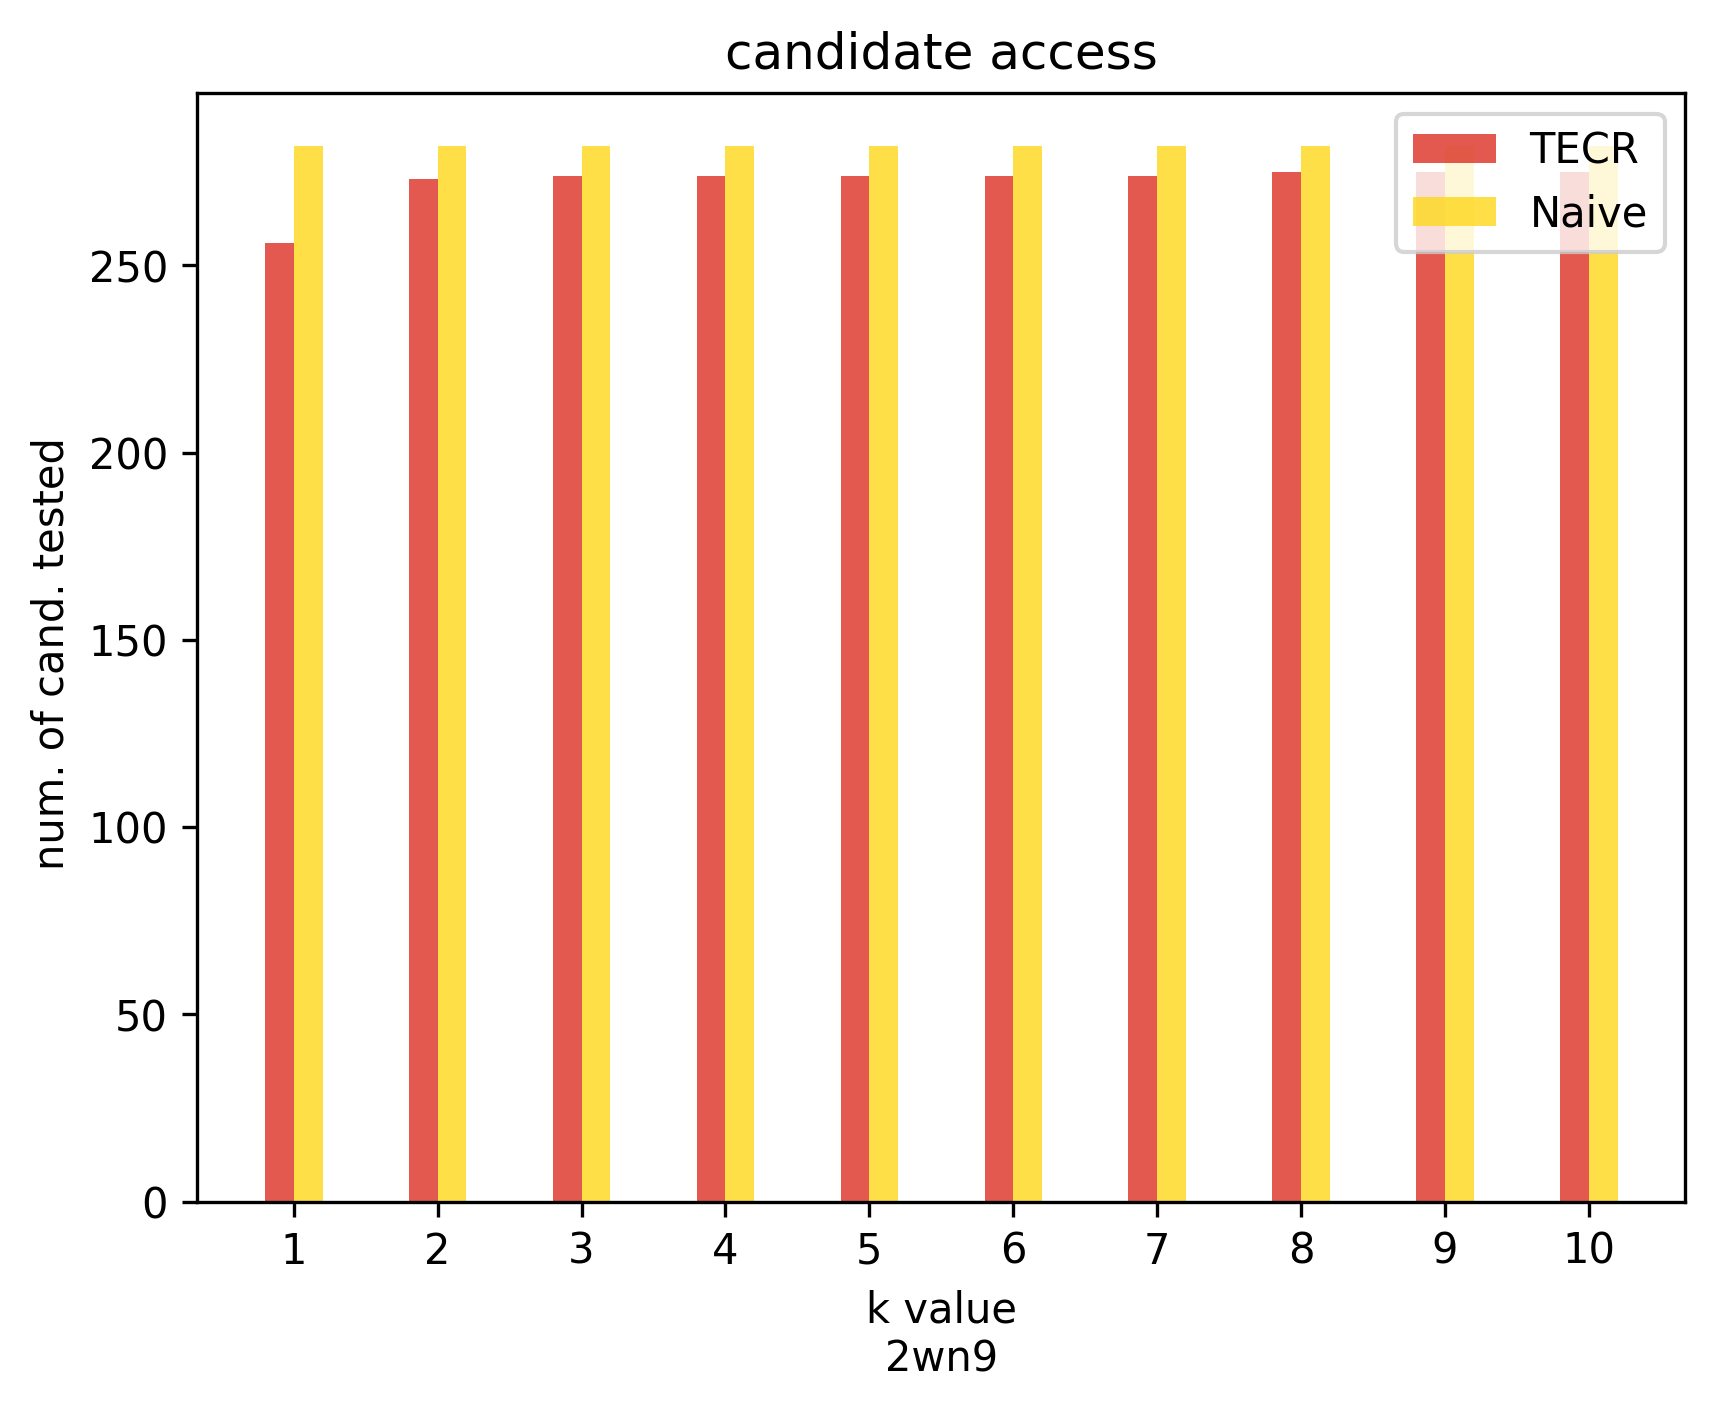 candidate access
TECR
Naive
num. of cand. tested
250
200
150
100
50
0
1 2 3 4 5 6 7 8 9 10
k value
2wn9